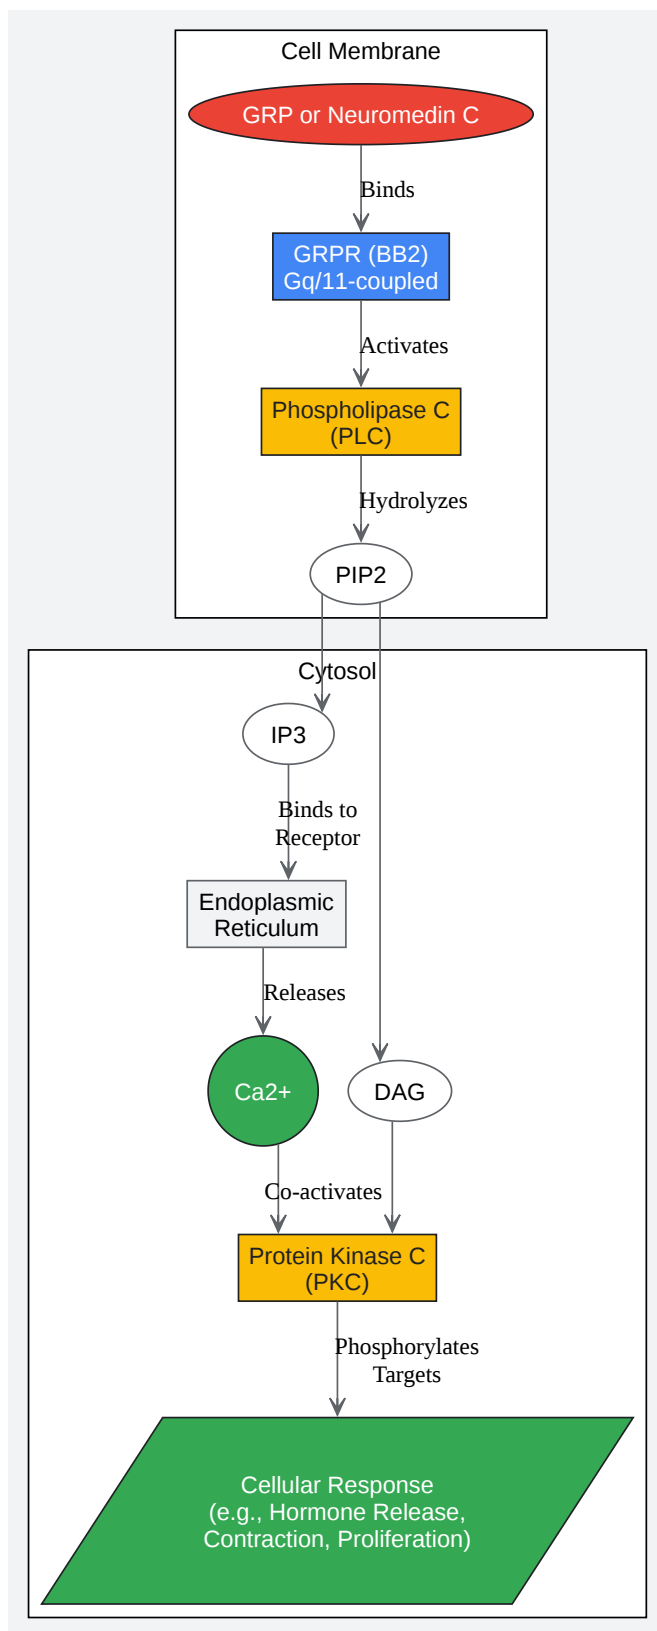 Cell Membrane
GRP or Neuromedin C
Binds
GRPR (BB2)
Gq/11-coupled
Activates
Phospholipase C
(PLC)
Hydrolyzes
PIP2
Cytosol
IP3
Binds to
Receptor
Endoplasmic
Reticulum
Releases
Ca2+
DAG
Co-activates
Protein Kinase C
(PKC)
Phosphorylates
Targets
Cellular Response
(e.g., Hormone Release,
Contraction, Proliferation)